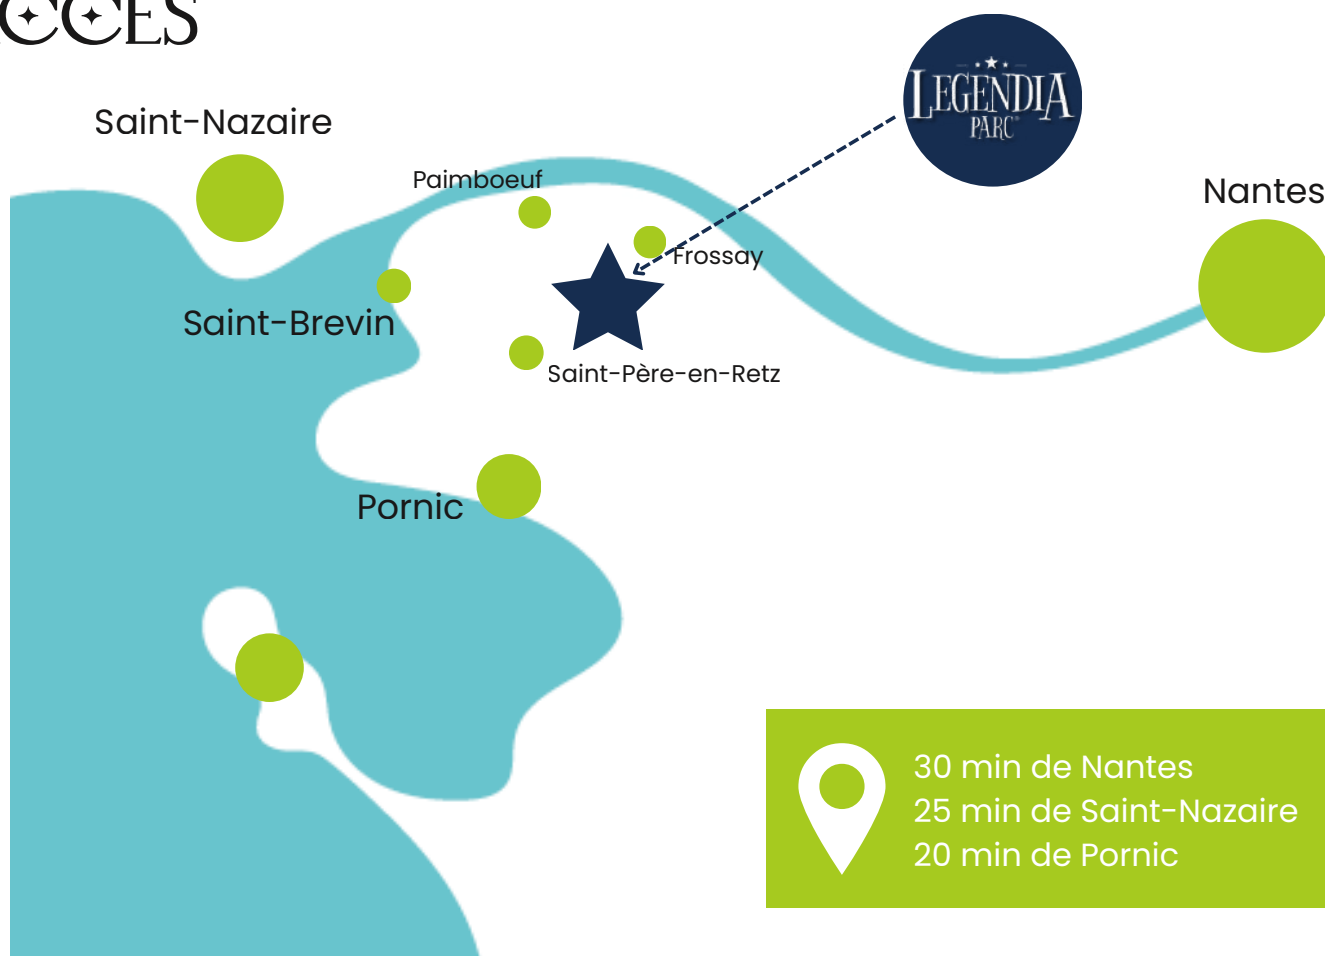 CCÈS
LEGENDIA
PARC
Saint-Nazaire
Paimboeuf
Nantes
Frossay
Saint-Brevin
Saint-Père-en-Retz
Pornic
30 min de Nantes
25 min de Saint-Nazaire
20 min de Pornic